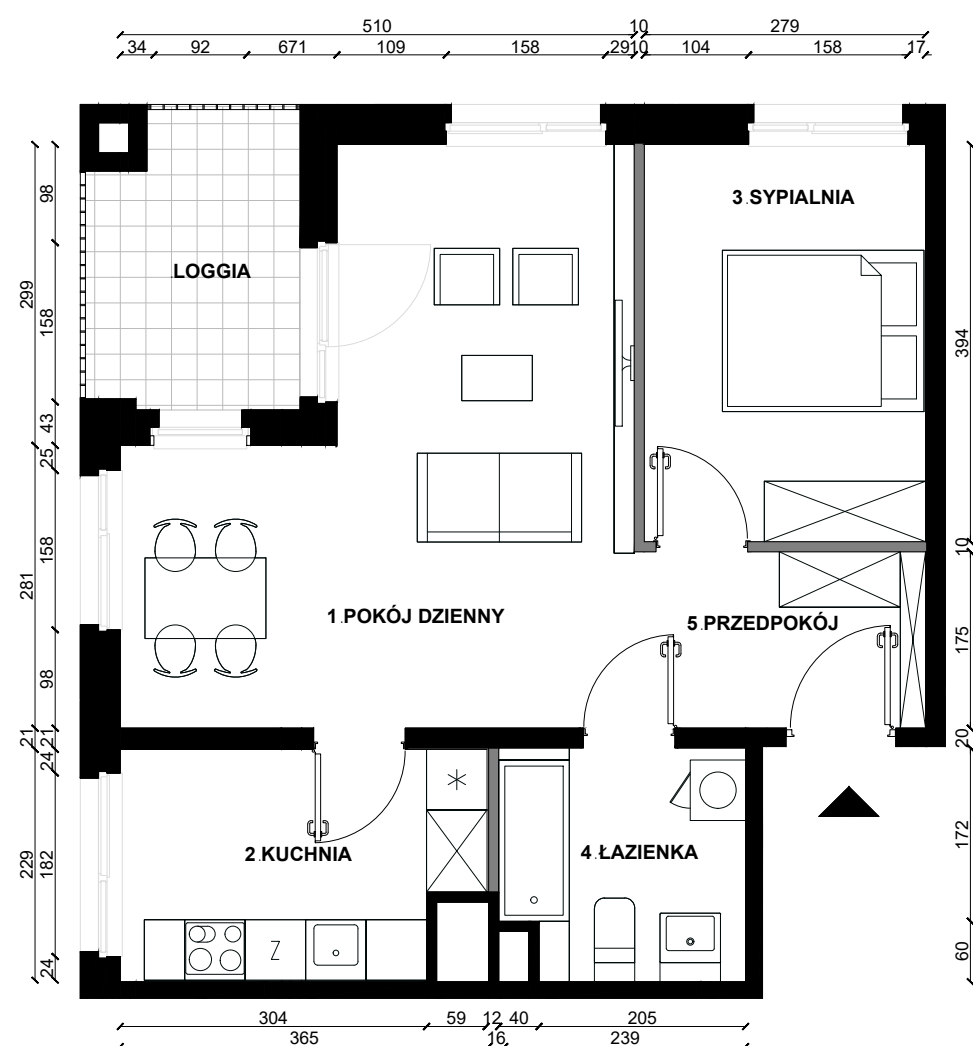 510 10 279
34 92 671 109 158 29 10 104 158 17
299 281 21 229
98 158 43 25 158 98 21 24 182 24
3.SYPIALNIA
.LOGGIA
1.POKÓJ DZIENNY
5.PRZEDPOKÓJ
2.KUCHNIA
4.ŁAZIENKA
Z
394 10 175 20 172 60
304 59 12 40 205
365 16 239